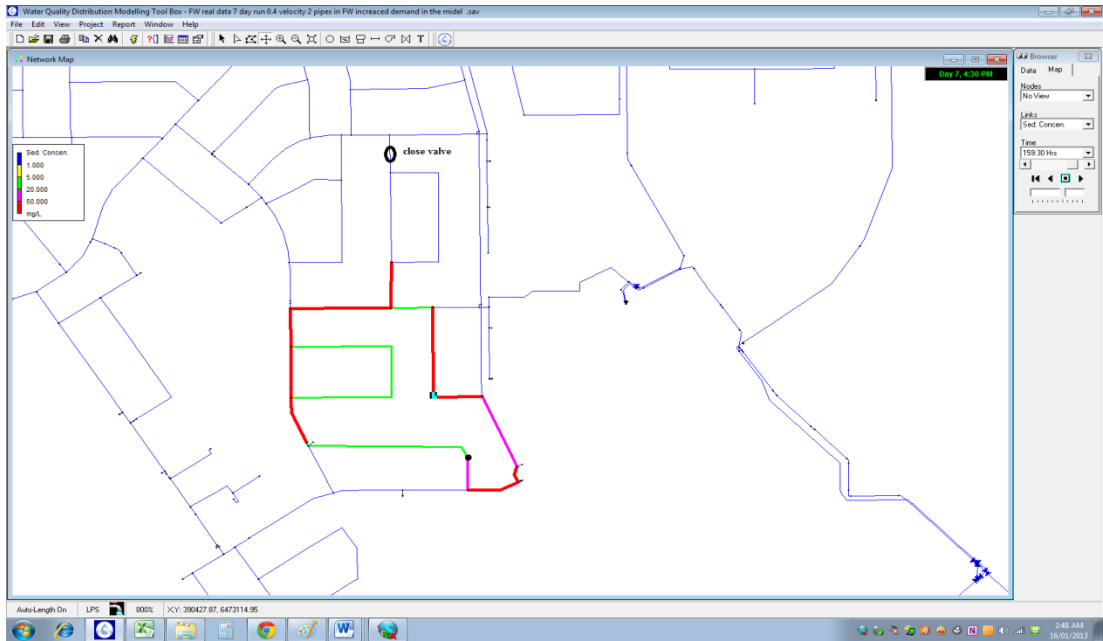 Water Quality Distribution Modelling Tool Box - FW real data 7 day run 0.4 velocity 2 pipes in FW increaced demand in the midel .sav
File Edit View Project Report Window Help
Network Map
Day 7, 4:30 PM
close valve
Sed. Concen.
1.000
5.000
20.000
50.000
mg/L
Browser
Data Map
Nodes
No View
Links
Sed. Concen.
Time
159:30 Hrs
Auto-Length On LPS 800% X,Y: 390427.87, 6473114.95
2:48 AM
16/01/2013